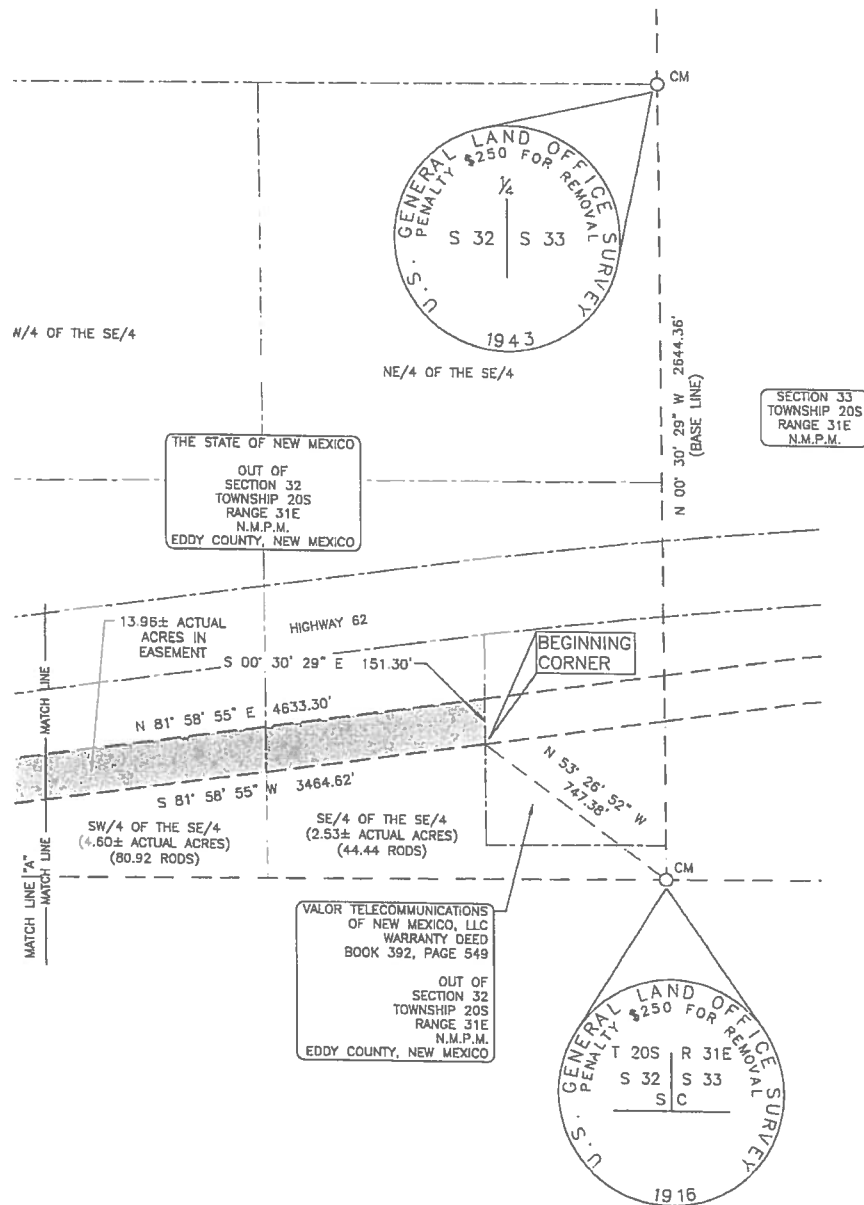 CM
U.S. GENERAL LAND OFFICE SURVEY
PENALTY $250 FOR REMOVAL
1/4
S 32 S 33
1943
W/4 OF THE SE/4
NE/4 OF THE SE/4
N 00° 30' 29" W 2644.36'
(BASE LINE)
SECTION 33
TOWNSHIP 20S
RANGE 31E
N.M.P.M.
THE STATE OF NEW MEXICO
OUT OF
SECTION 32
TOWNSHIP 20S
RANGE 31E
N.M.P.M.
EDDY COUNTY, NEW MEXICO
13.96± ACTUAL
ACRES IN
EASEMENT
HIGHWAY 62
S 00° 30' 29" E 151.30'
BEGINNING
CORNER
MATCH LINE
N 81° 58' 55" E 4633.30'
S 81° 58' 55" W 3464.62'
N 53° 26' 52" W
747.38'
SW/4 OF THE SE/4
(4.60± ACTUAL ACRES)
(80.92 RODS)
SE/4 OF THE SE/4
(2.53± ACTUAL ACRES)
(44.44 RODS)
MATCH LINE "A"
MATCH LINE
CM
VALOR TELECOMMUNICATIONS
OF NEW MEXICO, LLC
WARRANTY DEED
BOOK 392, PAGE 549
OUT OF
SECTION 32
TOWNSHIP 20S
RANGE 31E
N.M.P.M.
EDDY COUNTY, NEW MEXICO
U.S. GENERAL LAND OFFICE SURVEY
PENALTY $250 FOR REMOVAL
T 20S R 31E
S 32 S 33
S C
1916